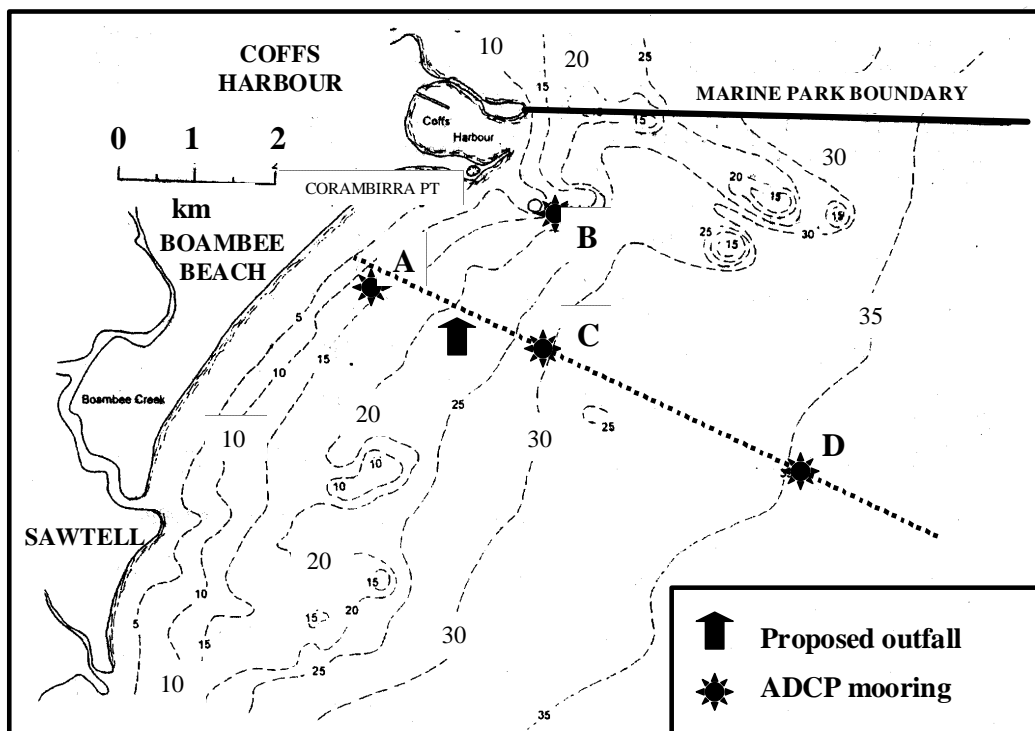 COFFS
HARBOUR
10
20
25
15
MARINE PARK BOUNDARY
Coffs
Harbour
15
30
0 1 2
km
20
15
15
30
25
15
CORAMBIRRA PT
BOAMBEE
BEACH
A
B
5
10
15
C
35
Boambee Creek
10
20
25
30
25
10
10
D
SAWTELL
20
15
10
5
15
15
20
25
30
10
35
Proposed outfall
ADCP mooring